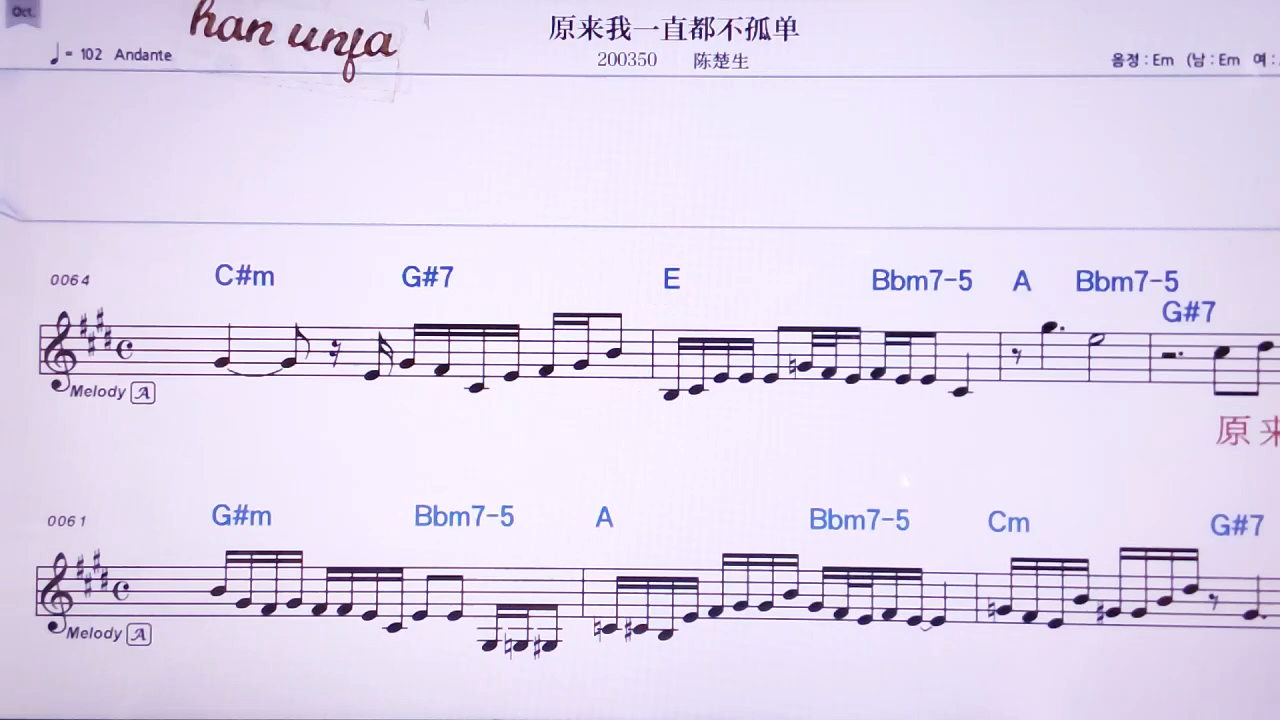 Oct.
han unfa
原来我一直都不孤单
= 102 Andante
200350 陈楚生
음정 : Em (남 : Em 여 :
0064
C#m G#7 E Bbm7-5 A Bbm7-5
G#7
Melody A
原来
0061
G#m Bbm7-5 A Bbm7-5 Cm G#7
Melody A